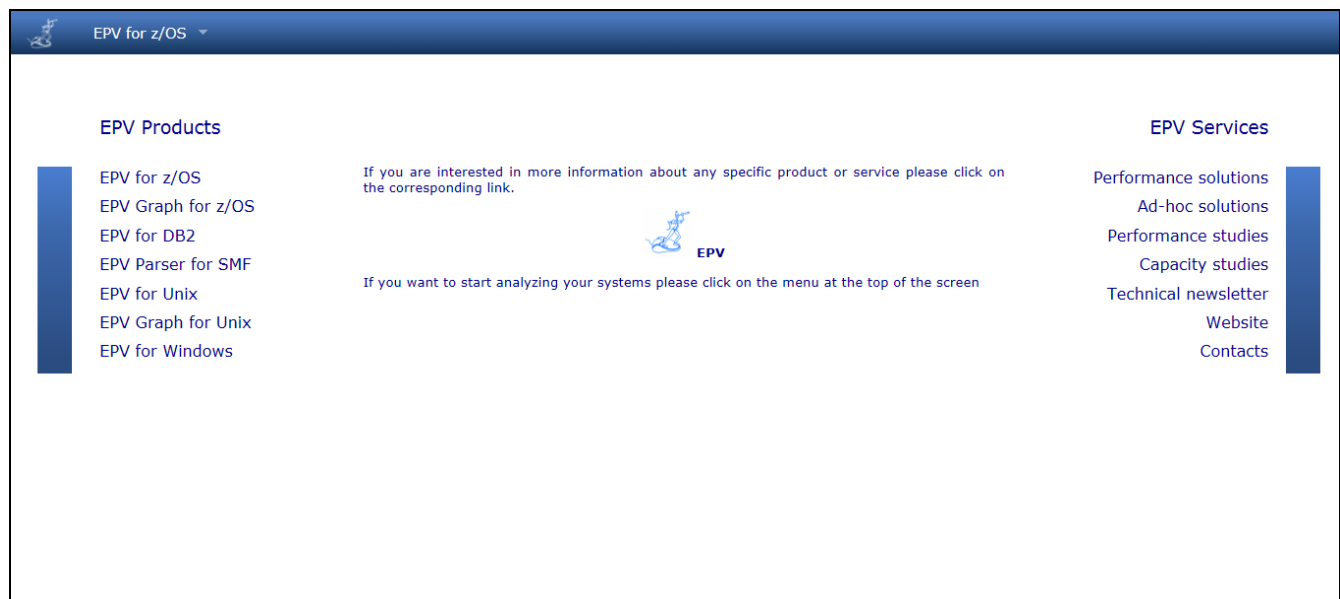 EPV for z/OS
EPV Products
EPV for z/OS
EPV Graph for z/OS
EPV for DB2
EPV Parser for SMF
EPV for Unix
EPV Graph for Unix
EPV for Windows
If you are interested in more information about any specific product or service please click on
the corresponding link.
EPV
If you want to start analyzing your systems please click on the menu at the top of the screen
EPV Services
Performance solutions
Ad-hoc solutions
Performance studies
Capacity studies
Technical newsletter
Website
Contacts